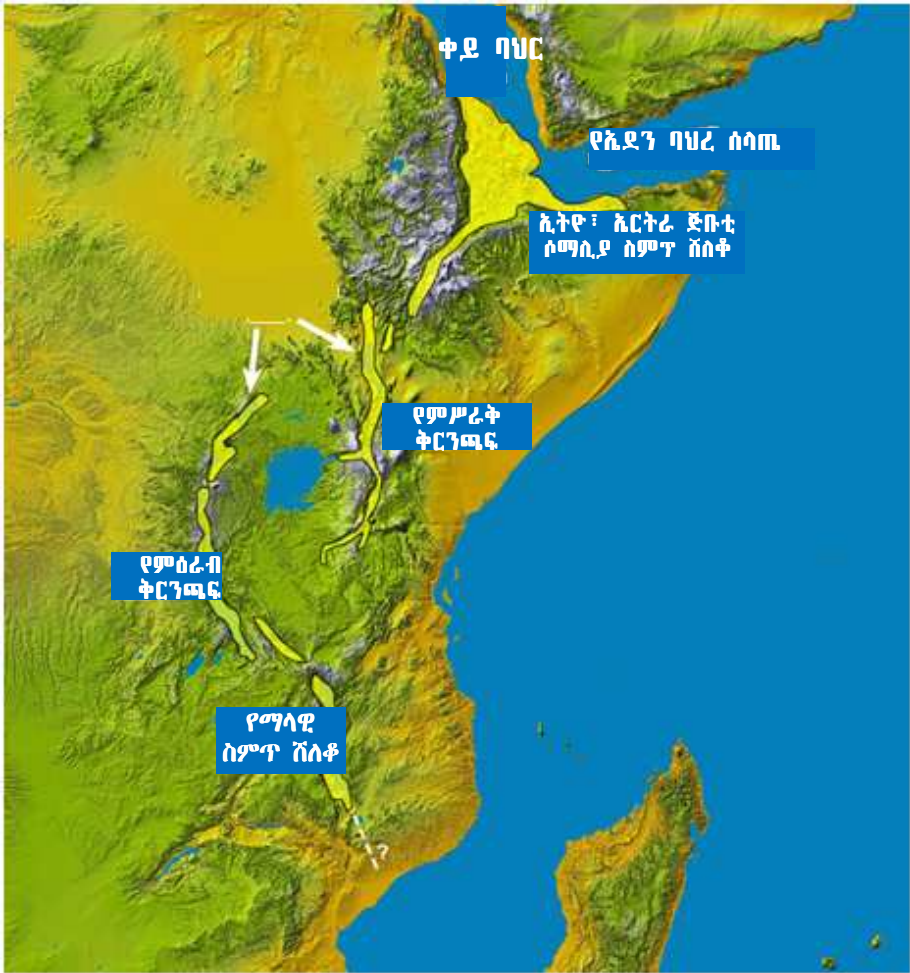 ቀይ ባህር
የኤደን ባህረ ሰላጤ
ኢትዮ፣ ኤርትራ ጅቡቲ
ሶማሊያ ስምጥ ሸለቆ
የምሥራቅ
ቅርንጫፍ
የምዕራብ
ቅርንጫፍ
የማላዊ
ስምጥ ሸለቆ
?